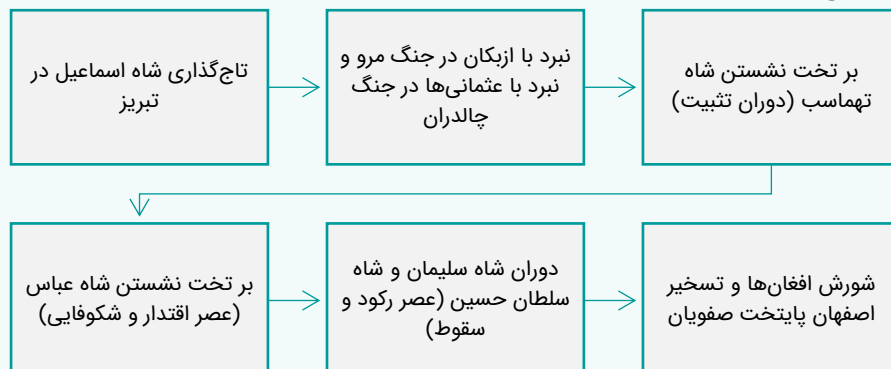 تاج‌گذاری شاه اسماعیل در
تبریز
نبرد با ازبکان در جنگ مرو و
نبرد با عثمانی‌ها در جنگ
چالدران
بر تخت نشستن شاه
تهماسب (دوران تثبیت)
بر تخت نشستن شاه عباس
(عصر اقتدار و شکوفایی)
دوران شاه سلیمان و شاه
سلطان حسین (عصر رکود و
سقوط)
شورش افغان‌ها و تسخیر
اصفهان پایتخت صفویان